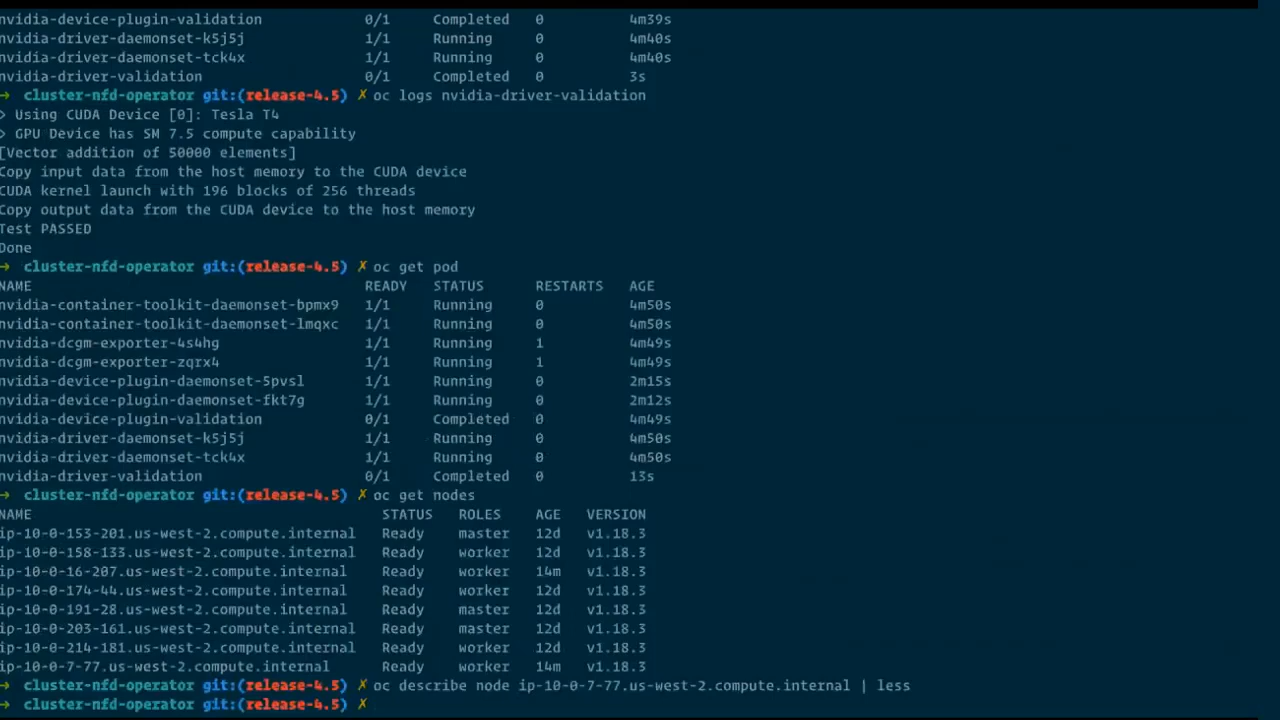 nvidia-device-plugin-validation 0/1 Completed 0 4m39s
nvidia-driver-daemonset-k5j5j 1/1 Running 0 4m40s
nvidia-driver-daemonset-tck4x 1/1 Running 0 4m40s
nvidia-driver-validation 0/1 Completed 0 3s
→ cluster-nfd-operator git:(release-4.5) ✗ oc logs nvidia-driver-validation
> Using CUDA Device [0]: Tesla T4
> GPU Device has SM 7.5 compute capability
[Vector addition of 50000 elements]
Copy input data from the host memory to the CUDA device
CUDA kernel launch with 196 blocks of 256 threads
Copy output data from the CUDA device to the host memory
Test PASSED
Done
→ cluster-nfd-operator git:(release-4.5) ✗ oc get pod
NAME READY STATUS RESTARTS AGE
nvidia-container-toolkit-daemonset-bpmx9 1/1 Running 0 4m50s
nvidia-container-toolkit-daemonset-lmqxc 1/1 Running 0 4m50s
nvidia-dcgm-exporter-4s4hg 1/1 Running 1 4m49s
nvidia-dcgm-exporter-zqrx4 1/1 Running 1 4m49s
nvidia-device-plugin-daemonset-5pvsl 1/1 Running 0 2m15s
nvidia-device-plugin-daemonset-fkt7g 1/1 Running 0 2m12s
nvidia-device-plugin-validation 0/1 Completed 0 4m49s
nvidia-driver-daemonset-k5j5j 1/1 Running 0 4m50s
nvidia-driver-daemonset-tck4x 1/1 Running 0 4m50s
nvidia-driver-validation 0/1 Completed 0 13s
→ cluster-nfd-operator git:(release-4.5) ✗ oc get nodes
NAME STATUS ROLES AGE VERSION
ip-10-0-153-201.us-west-2.compute.internal Ready master 12d v1.18.3
ip-10-0-158-133.us-west-2.compute.internal Ready worker 12d v1.18.3
ip-10-0-16-207.us-west-2.compute.internal Ready worker 14m v1.18.3
ip-10-0-174-44.us-west-2.compute.internal Ready worker 12d v1.18.3
ip-10-0-191-28.us-west-2.compute.internal Ready master 12d v1.18.3
ip-10-0-203-161.us-west-2.compute.internal Ready master 12d v1.18.3
ip-10-0-214-181.us-west-2.compute.internal Ready worker 12d v1.18.3
ip-10-0-7-77.us-west-2.compute.internal Ready worker 14m v1.18.3
→ cluster-nfd-operator git:(release-4.5) ✗ oc describe node ip-10-0-7-77.us-west-2.compute.internal | less
→ cluster-nfd-operator git:(release-4.5) ✗